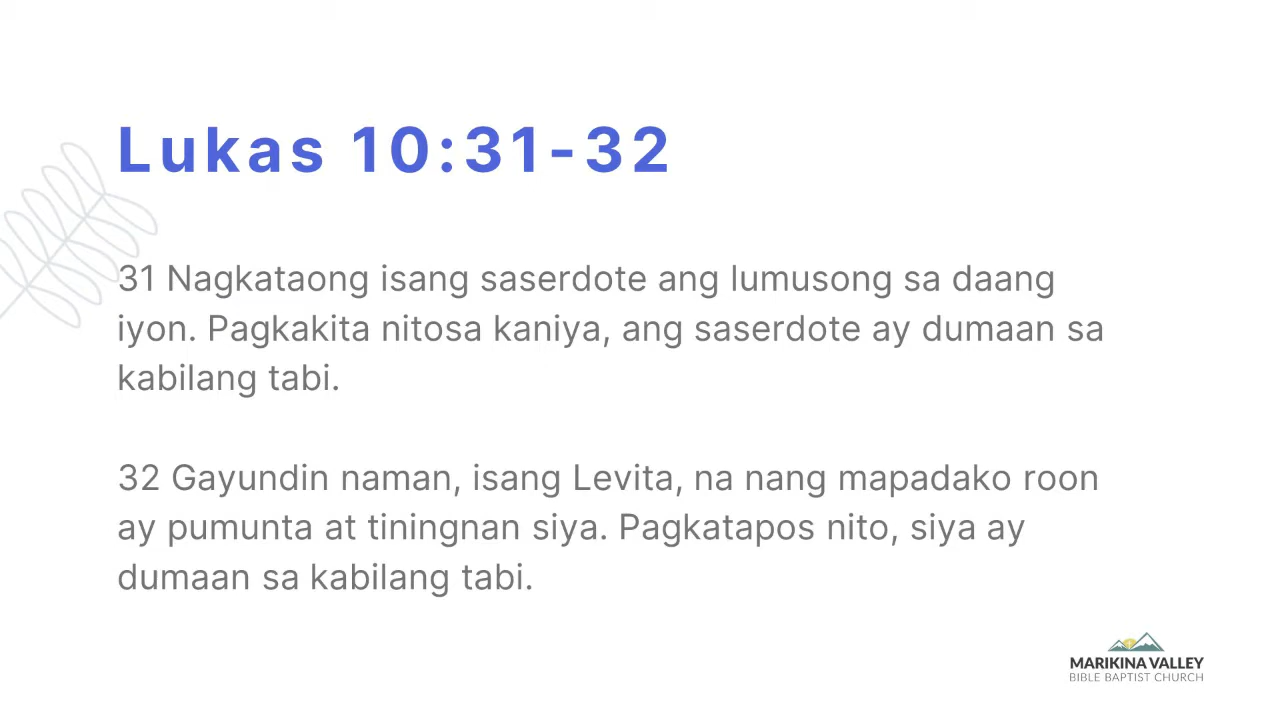 Lukas 10:31-32
31 Nagkataong isang saserdote ang lumusong sa daang
iyon. Pagkakita nitosa kaniya, ang saserdote ay dumaan sa
kabilang tabi.
32 Gayundin naman, isang Levita, na nang mapadako roon
ay pumunta at tiningnan siya. Pagkatapos nito, siya ay
dumaan sa kabilang tabi.
MARIKINA VALLEY
BIBLE BAPTIST CHURCH